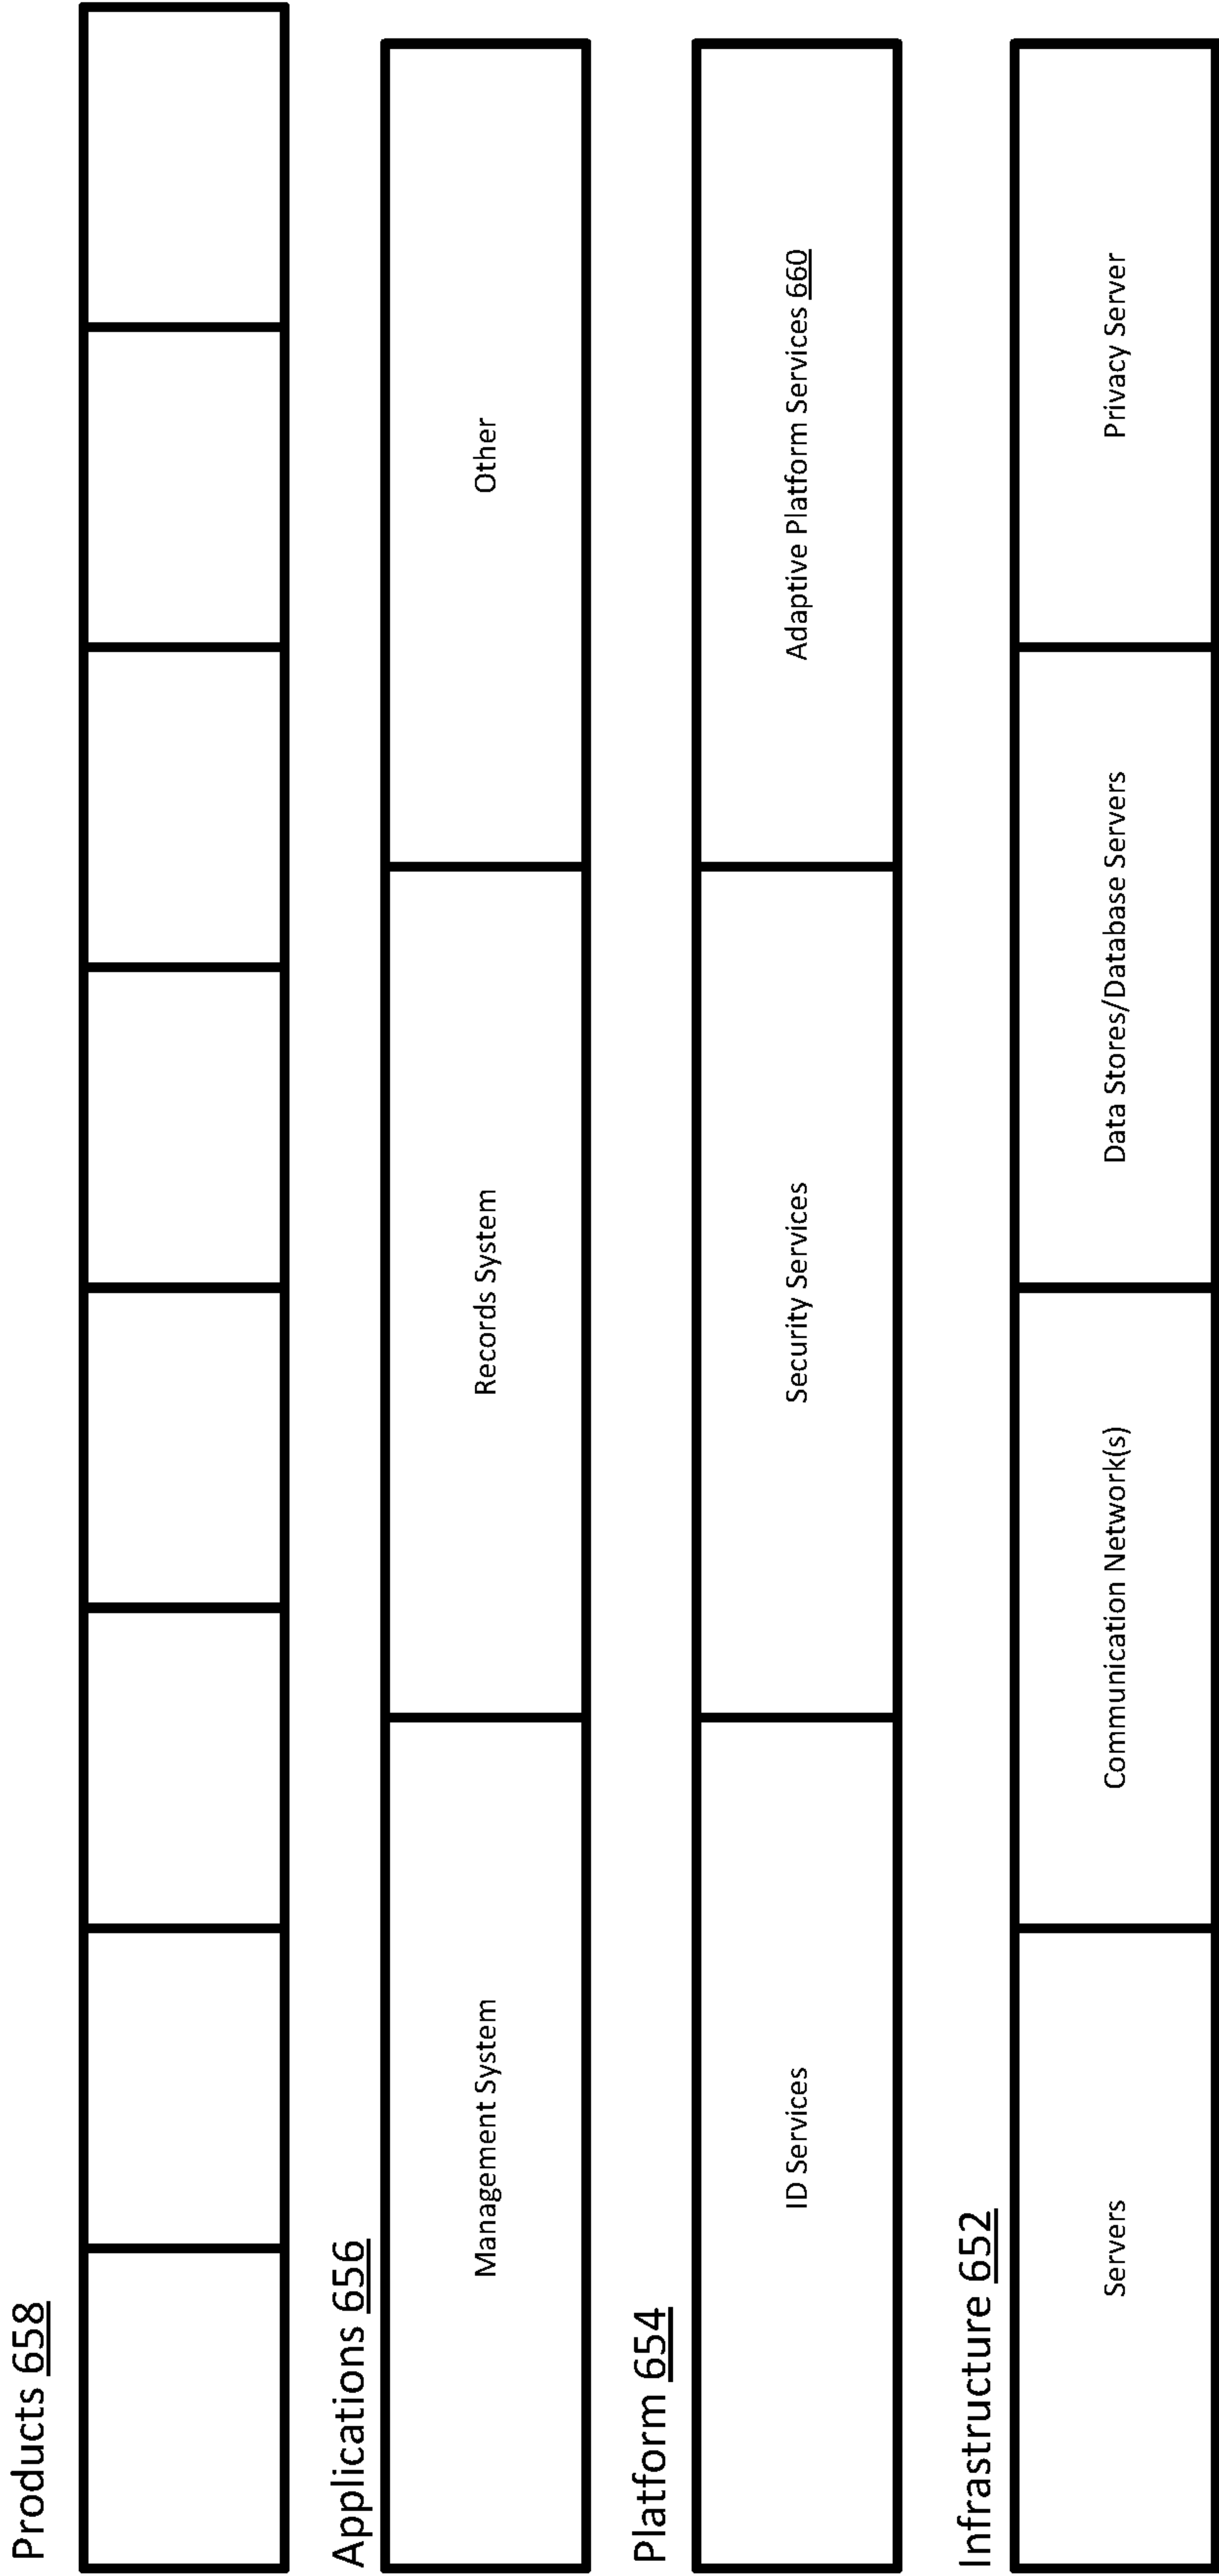 Products 658
Applications 656
Management System
Records System
Other
Platform 654
ID Services
Security Services
Adaptive Platform Services 660
Infrastructure 652
Servers
Communication Network(s)
Data Stores/Database Servers
Privacy Server